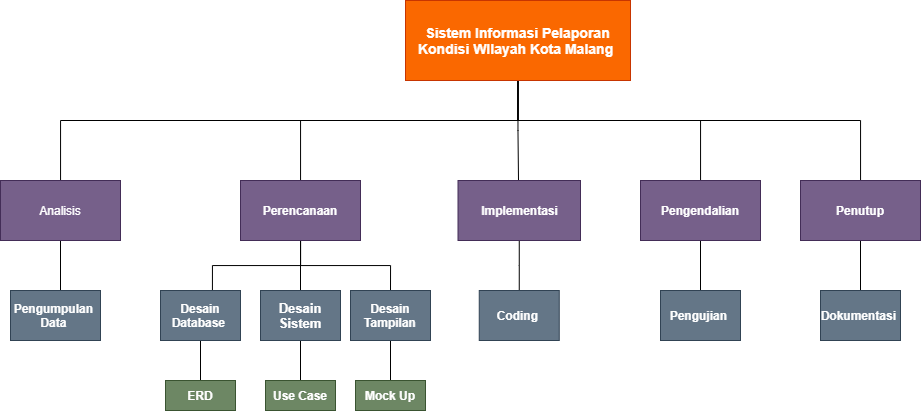 Sistem Informasi Pelaporan
Kondisi WIlayah Kota Malang
Analisis
Perencanaan
Implementasi
Pengendalian
Penutup
Pengumpulan
Data
Desain
Database
Desain
Sistem
Desain
Tampilan
Coding
Pengujian
Dokumentasi
ERD
Use Case
Mock Up